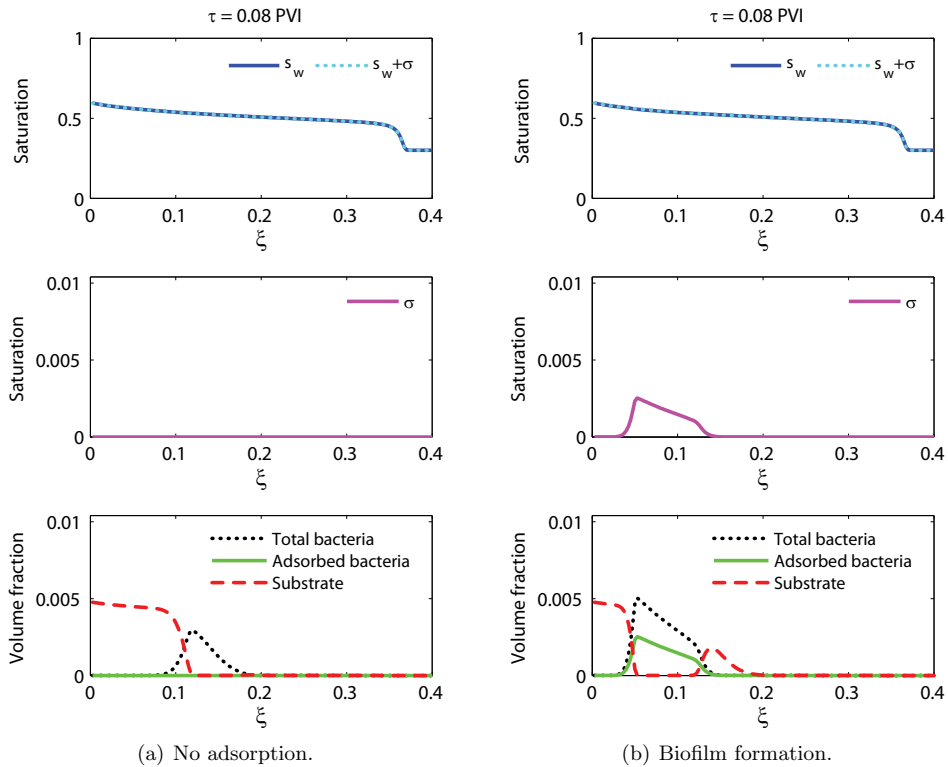 τ = 0.08 PVI
τ = 0.08 PVI
Saturation
1
0.5
0
s_w
s_w+σ
0 0.1 0.2 0.3 0.4
ξ
Saturation
1
0.5
0
s_w
s_w+σ
0 0.1 0.2 0.3 0.4
ξ
Saturation
0.01
0.005
0
σ
0 0.1 0.2 0.3 0.4
ξ
Saturation
0.01
0.005
0
σ
0 0.1 0.2 0.3 0.4
ξ
Volume fraction
0.01
0.005
0
Total bacteria
Adsorbed bacteria
Substrate
0 0.1 0.2 0.3 0.4
ξ
Volume fraction
0.01
0.005
0
Total bacteria
Adsorbed bacteria
Substrate
0 0.1 0.2 0.3 0.4
ξ
(a) No adsorption.
(b) Biofilm formation.